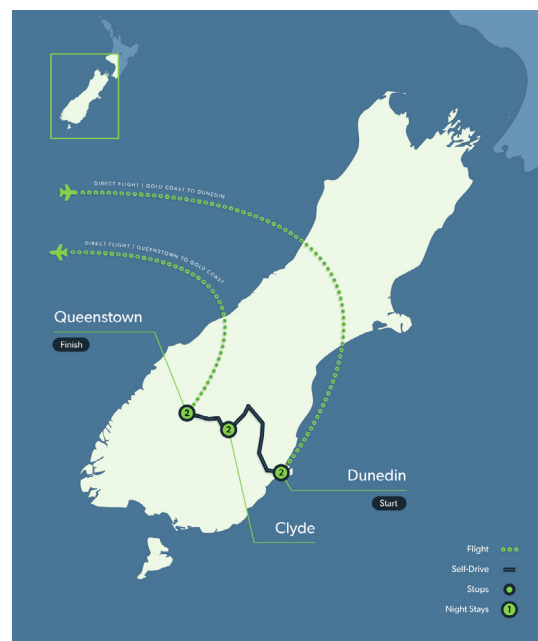 DIRECT FLIGHT | GOLD COAST TO DUNEDIN
DIRECT FLIGHT | QUEENSTOWN TO GOLD COAST
Queenstown
Finish
2
2
2
Dunedin
Start
Clyde
Flight
Self-Drive
Stops
Night Stays 1